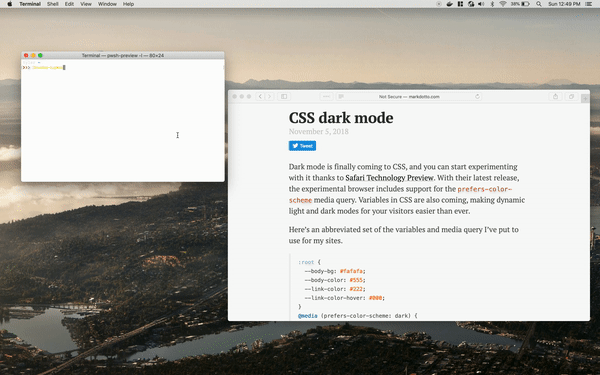 Terminal Shell Edit View Window Help
38% Sun 12:49 PM
Terminal — pwsh-preview -i — 80×24
Not Secure — markdotto.com
CSS dark mode
November 5, 2018
Tweet
Dark mode is finally coming to CSS, and you can start experimenting
with it thanks to Safari Technology Preview. With their latest release,
the experimental browser includes support for the prefers-color-
scheme media query. Variables in CSS are also coming, making dynamic
light and dark modes for your visitors easier than ever.
Here's an abbreviated set of the variables and media query I've put to
use for my sites.
:root {
--body-bg: #fafafa;
--body-color: #555;
--link-color: #222;
--link-color-hover: #000;
}
@media (prefers-color-scheme: dark) {